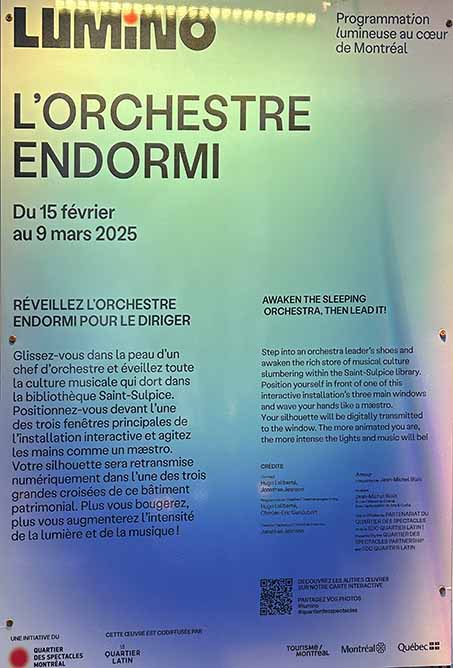 LUMINO
Programmation
lumineuse au cœur
de Montréal
L'ORCHESTRE
ENDORMI
Du 15 février
au 9 mars 2025
RÉVEILLEZ L'ORCHESTRE
ENDORMI POUR LE DIRIGER
Glissez-vous dans la peau d'un
chef d'orchestre et éveillez toute
la culture musicale qui dort dans
la bibliothèque Saint-Sulpice.
Positionnez-vous devant l'une
des trois fenêtres principales de
l'installation interactive et agitez
les mains comme un mæstro.
Votre silhouette sera retransmise
numériquement dans l'une des trois
grandes croisées de ce bâtiment
patrimonial. Plus vous bougerez,
plus vous augmenterez l'intensité
de la lumière et de la musique !
AWAKEN THE SLEEPING
ORCHESTRA, THEN LEAD IT!
Step into an orchestra leader's shoes and
awaken the rich store of musical culture
slumbering within the Saint-Sulpice library.
Position yourself in front of one of this
interactive installation's three main windows
and wave your hands like a mæstro.
Your silhouette will be digitally transmitted
to the window. The more animated you are,
the more intense the lights and music will be!
CRÉDITS
Hugo Laliberté,
Jonathan Jeanson
Hugo Laliberté,
Jonathan Jeanson
Jean-Michel Blais
Jean-Michel Blais
PARTENARIAT DU
QUARTIER DES SPECTACLES
SDC QUARTIER LATIN
QUARTIER DES
SPECTACLES PARTNERSHIP
and SDC QUARTIER LATIN
DÉCOUVREZ LES AUTRES ŒUVRES
SUR NOTRE CARTE INTERACTIVE
PARTAGEZ VOS PHOTOS
#lumino
#quartierdesspectacles
UNE INITIATIVE DU
QUARTIER
DES SPECTACLES
MONTRÉAL
CETTE ŒUVRE EST CODIFFUSÉE PAR
LE
QUARTIER
LATIN
TOURISME/
MONTRÉAL
Montréal
Québec